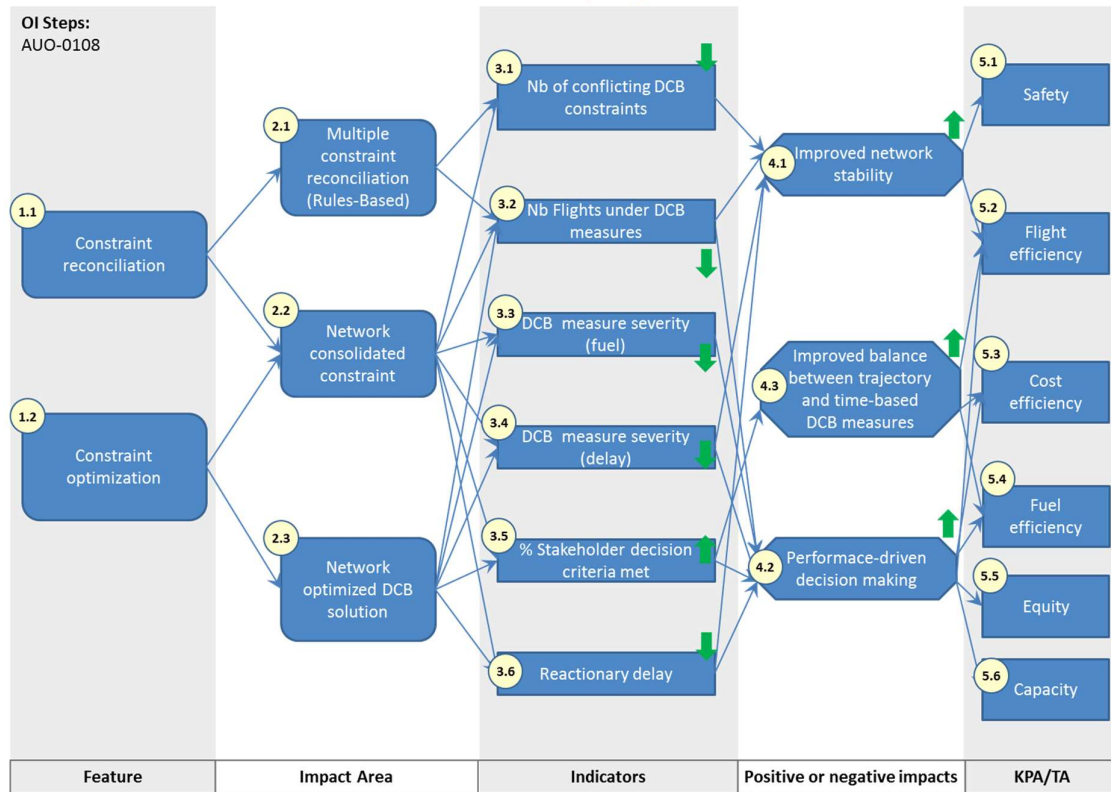 OI Steps:
AUO-0108
1.1
Constraint
reconciliation
1.2
Constraint
optimization
2.1
Multiple
constraint
reconciliation
(Rules-Based)
2.2
Network
consolidated
constraint
2.3
Network
optimized DCB
solution
3.1
Nb of conflicting DCB
constraints
3.2
Nb Flights under DCB
measures
3.3
DCB measure severity
(fuel)
3.4
DCB measure severity
(delay)
3.5
% Stakeholder decision
criteria met
3.6
Reactionary delay
4.1
Improved network
stability
4.3
Improved balance
between trajectory
and time-based
DCB measures
4.2
Performace-driven
decision making
5.1
Safety
5.2
Flight
efficiency
5.3
Cost
efficiency
5.4
Fuel
efficiency
5.5
Equity
5.6
Capacity
Feature
Impact Area
Indicators
Positive or negative impacts
KPA/TA